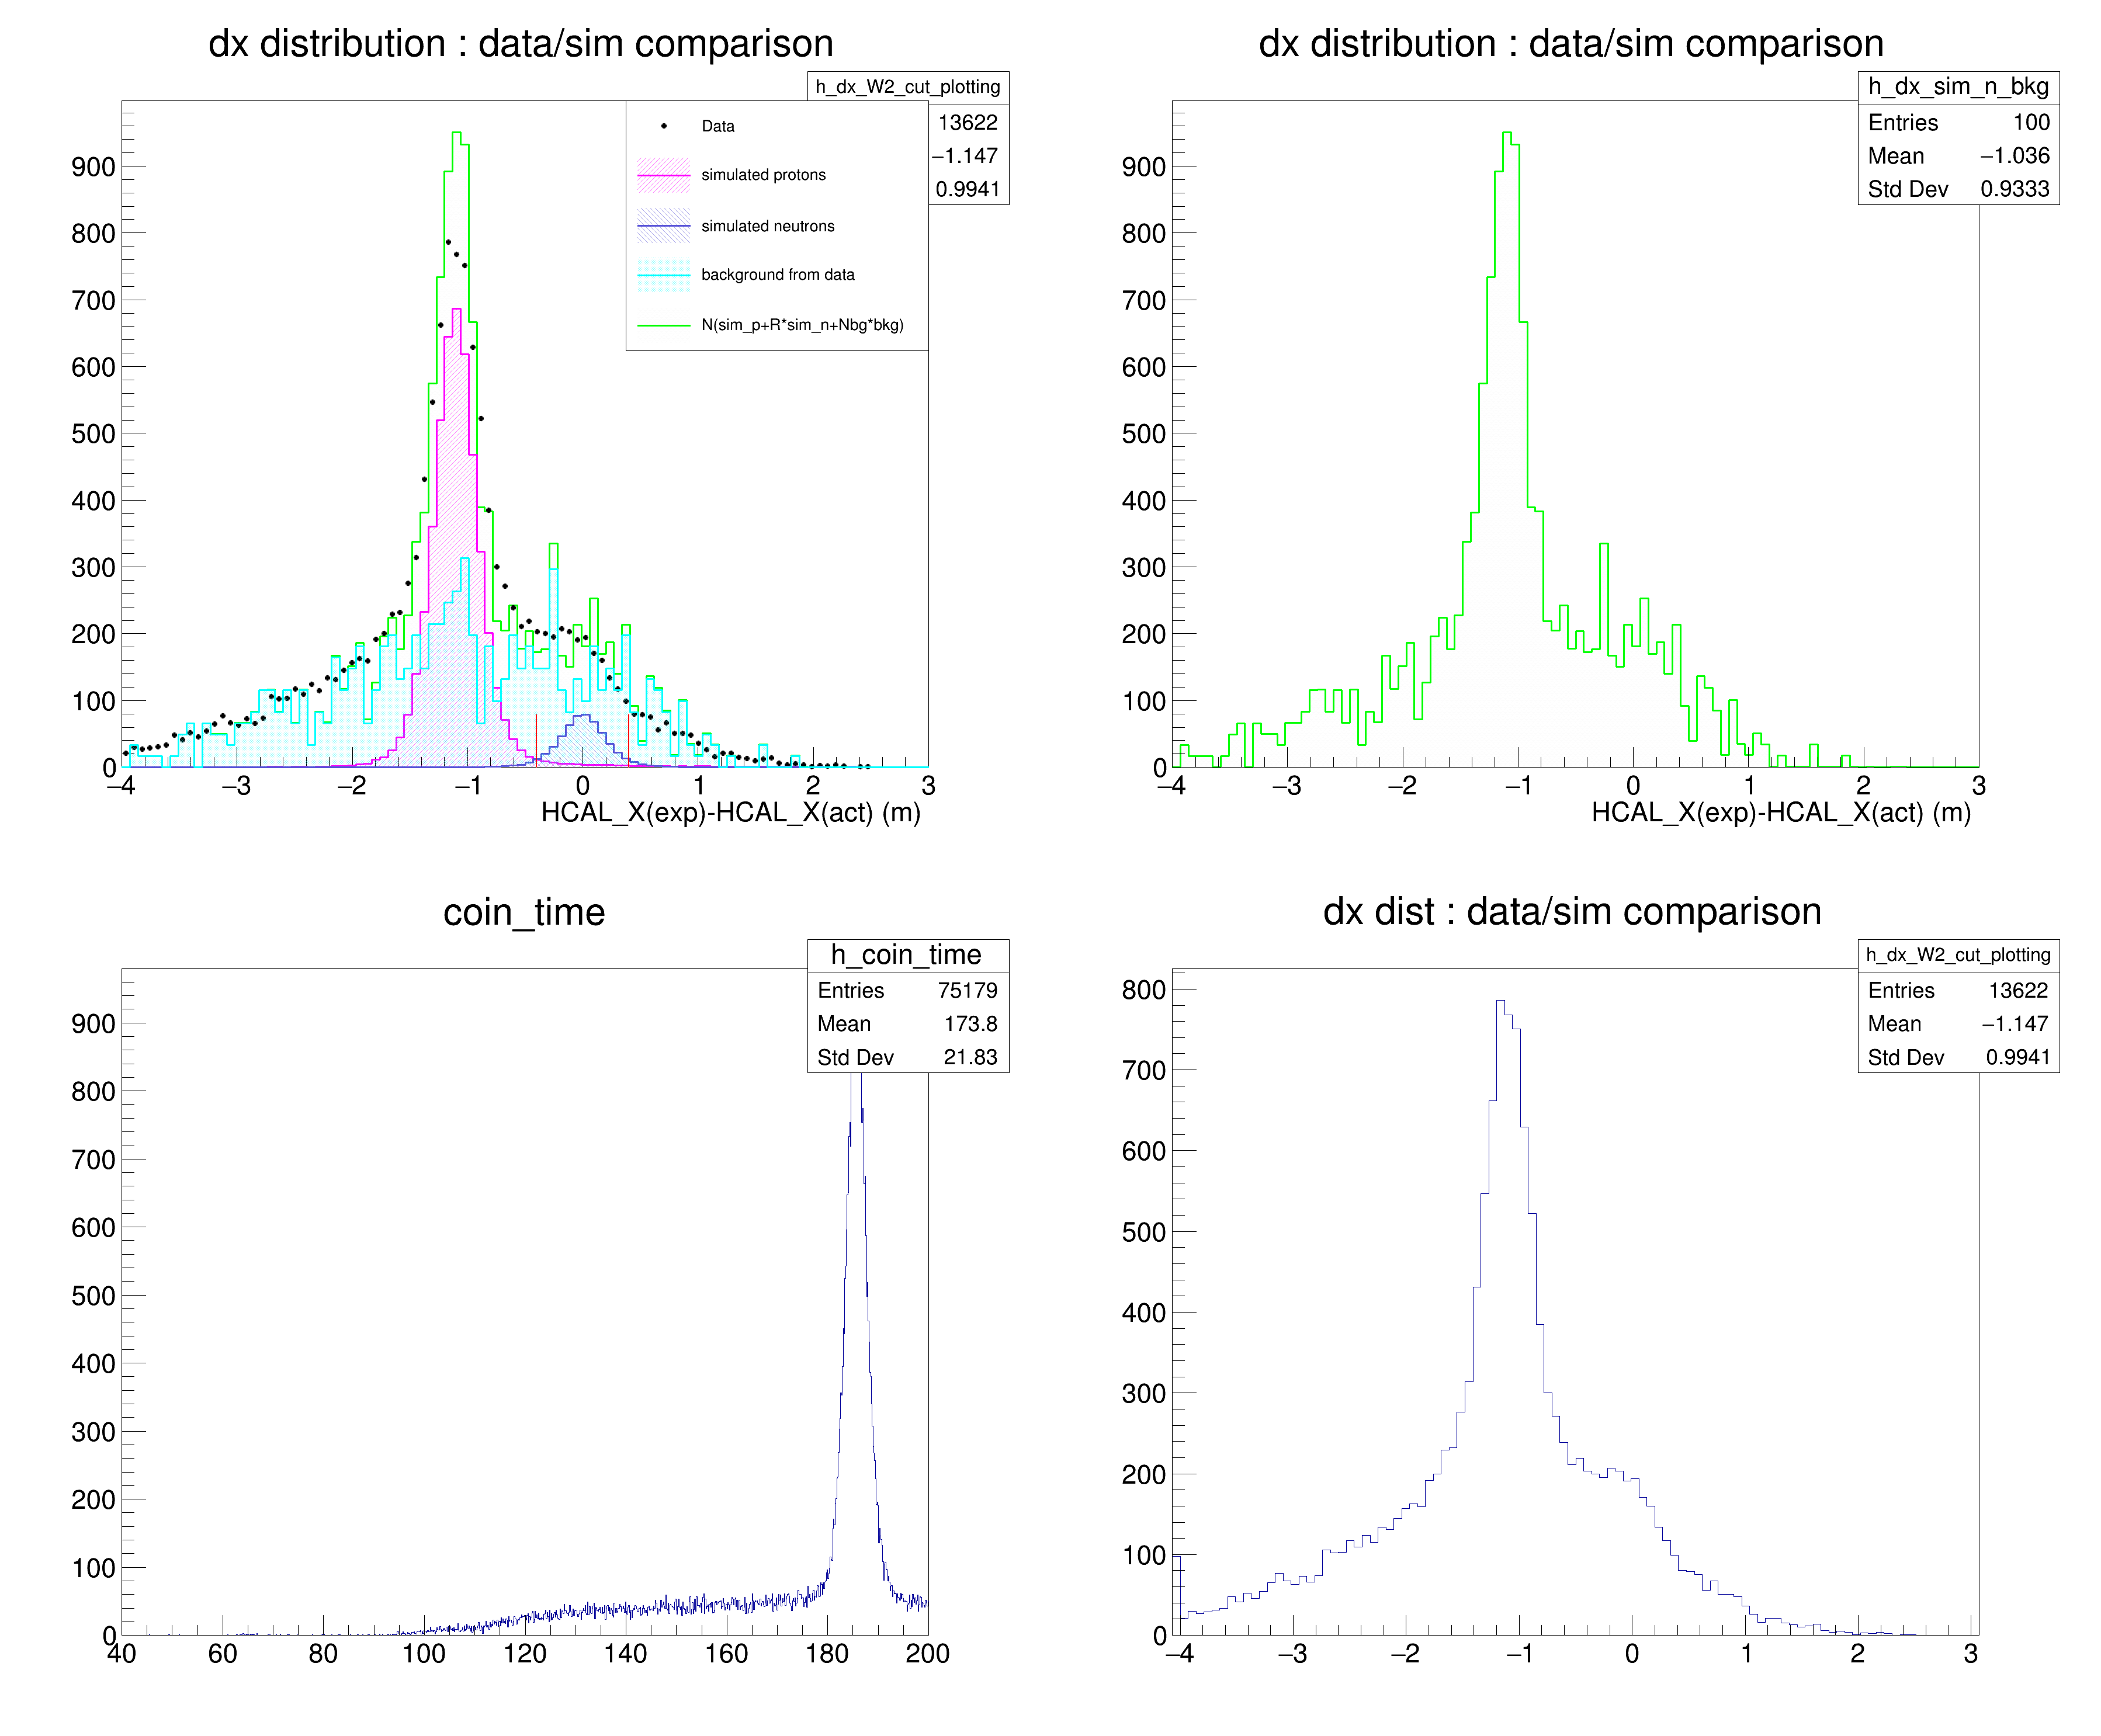 dx distribution : data/sim comparison
h_dx_W2_cut_plotting
13622
−1.147
0.9941
Data
simulated protons
simulated neutrons
background from data
N(sim_p+R*sim_n+Nbg*bkg)
900
800
700
600
500
400
300
200
100
0
−4 −3 −2 −1 0 1 2 3
HCAL_X(exp)-HCAL_X(act) (m)
dx distribution : data/sim comparison
h_dx_sim_n_bkg
Entries 100
Mean −1.036
Std Dev 0.9333
900
800
700
600
500
400
300
200
100
0
−4 −3 −2 −1 0 1 2 3
HCAL_X(exp)-HCAL_X(act) (m)
coin_time
h_coin_time
Entries 75179
Mean 173.8
Std Dev 21.83
900
800
700
600
500
400
300
200
100
0
40 60 80 100 120 140 160 180 200
dx dist : data/sim comparison
h_dx_W2_cut_plotting
Entries 13622
Mean −1.147
Std Dev 0.9941
800
700
600
500
400
300
200
100
0
−4 −3 −2 −1 0 1 2 3